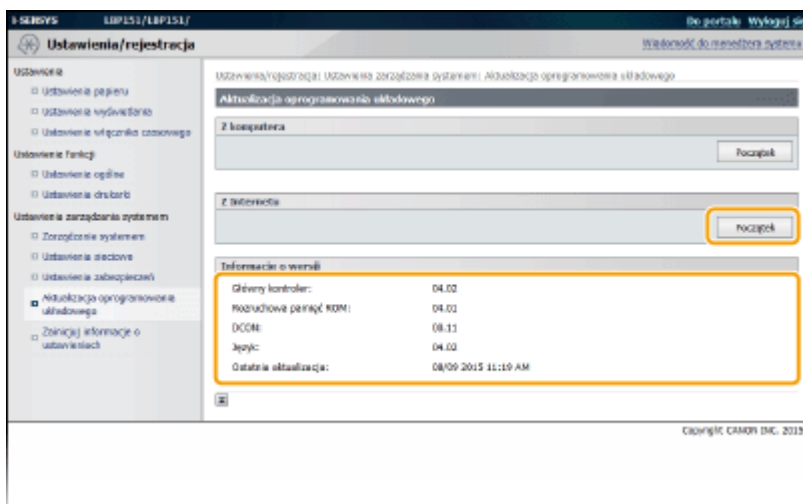 i-SENSYS LBP151/LBP151/ Do portalu Wyloguj się
Ustawienia/rejestracja Wiadomość do menedżera systemu
Ustawienia
Ustawienia papieru
Ustawienia wyświetlania
Ustawienia włącznika czasowego
Ustawienia funkcji
Ustawienia ogólne
Ustawienia drukarki
Ustawienia zarządzania systemem
Zarządzanie systemem
Ustawienia sieciowe
Ustawienia zabezpieczeń
Aktualizacja oprogramowania
układowego
Zainicjuj informacje o
ustawieniach
Ustawienia/rejestracja: Ustawienia zarządzania systemem: Aktualizacja oprogramowania układowego
Aktualizacja oprogramowania układowego
Z komputera
Początek
Z Internetu
Początek
Informacje o wersji
Główny kontroler: 04.02
Rozruchowa pamięć ROM: 04.01
DCON: 08.11
Język: 04.02
Ostatnia aktualizacja: 08/09 2015 11:19 AM
Copyright CANON INC. 2015